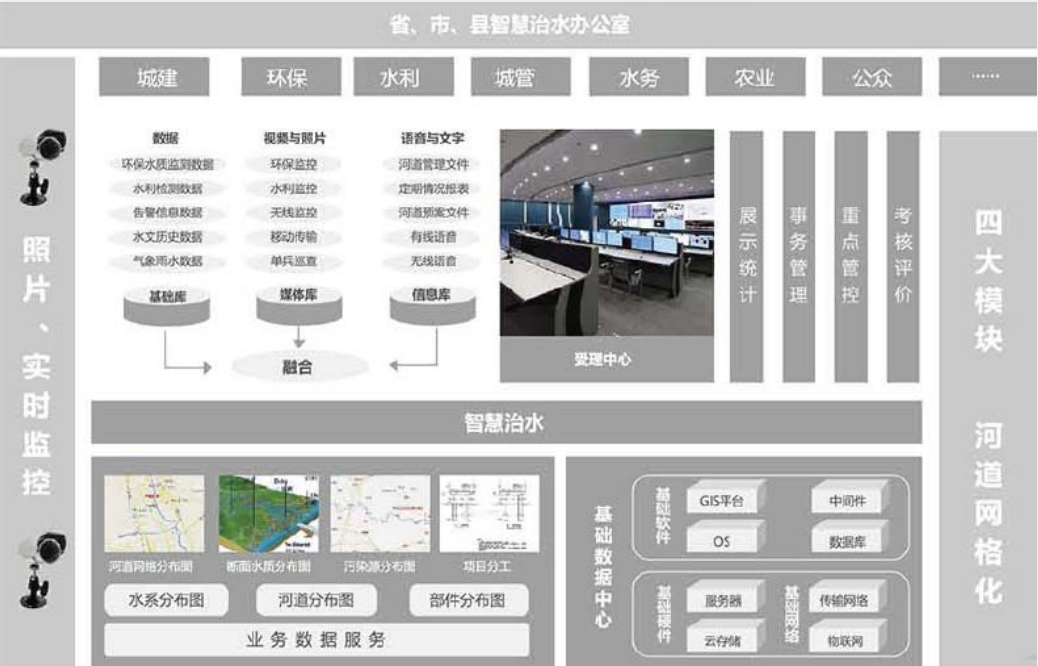 省、市、县智慧治水办公室
城建
环保
水利
城管
水务
农业
公众
......
照片、实时监控
数据
环保水质监测数据
水利检测数据
告警信息数据
水文历史数据
气象雨水数据
基础库
视频与照片
环保监控
水利监控
无线监控
移动传输
单兵巡查
媒体库
语音与文字
河道管理文件
定期情况报表
河道预案文件
有线语音
无线语音
信息库
融合
受理中心
展示统计
事务管理
重点管控
考核评价
四大模块 河道网格化
智慧治水
河道网络分布图
断面水质分布图
污染源分布图
项目分工
水系分布图
河道分布图
部件分布图
业务数据服务
基础数据中心
基础软件
GIS平台
中间件
OS
数据库
基础硬件
服务器
云存储
基础网络
传输网络
物联网